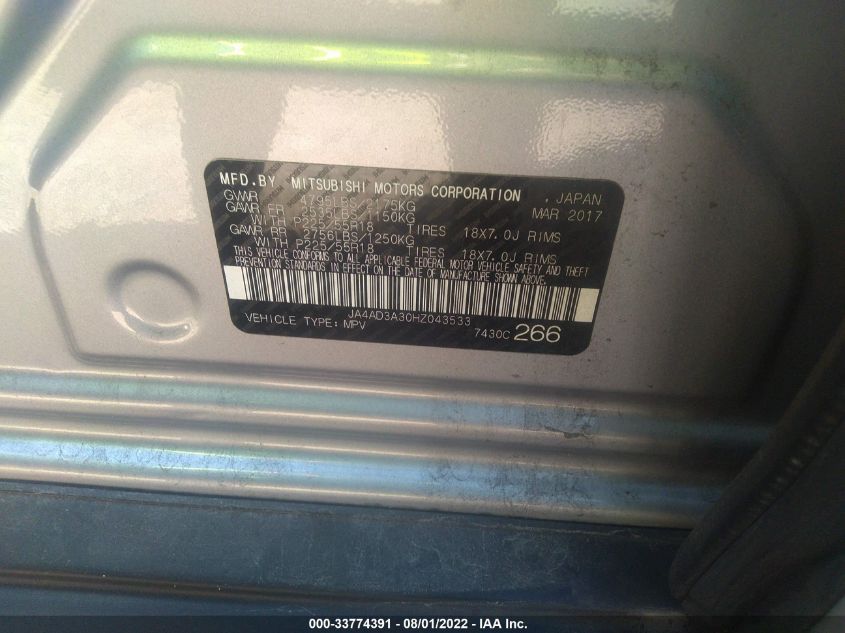 MFD.BY MITSUBISHI MOTORS CORPORATION , JAPAN
GVWR 4795LBS/2175KG MAR 2017
GAWR FR 2535LBS/1150KG
WITH P225/55R18 TIRES 18X7.0J RIMS
GAWR RR 2756LBS/1250KG
WITH P225/55R18 TIRES 18X7.0J RIMS
THIS VEHICLE CONFORMS TO ALL APPLICABLE FEDERAL MOTOR VEHICLE SAFETY AND THEFT
PREVENTION STANDARDS IN EFFECT ON THE DATE OF MANUFACTURE SHOWN ABOVE.
JA4AD3A30HZ043533
VEHICLE TYPE: MPV 7430C 266
000-33774391 - 08/01/2022 - IAA Inc.